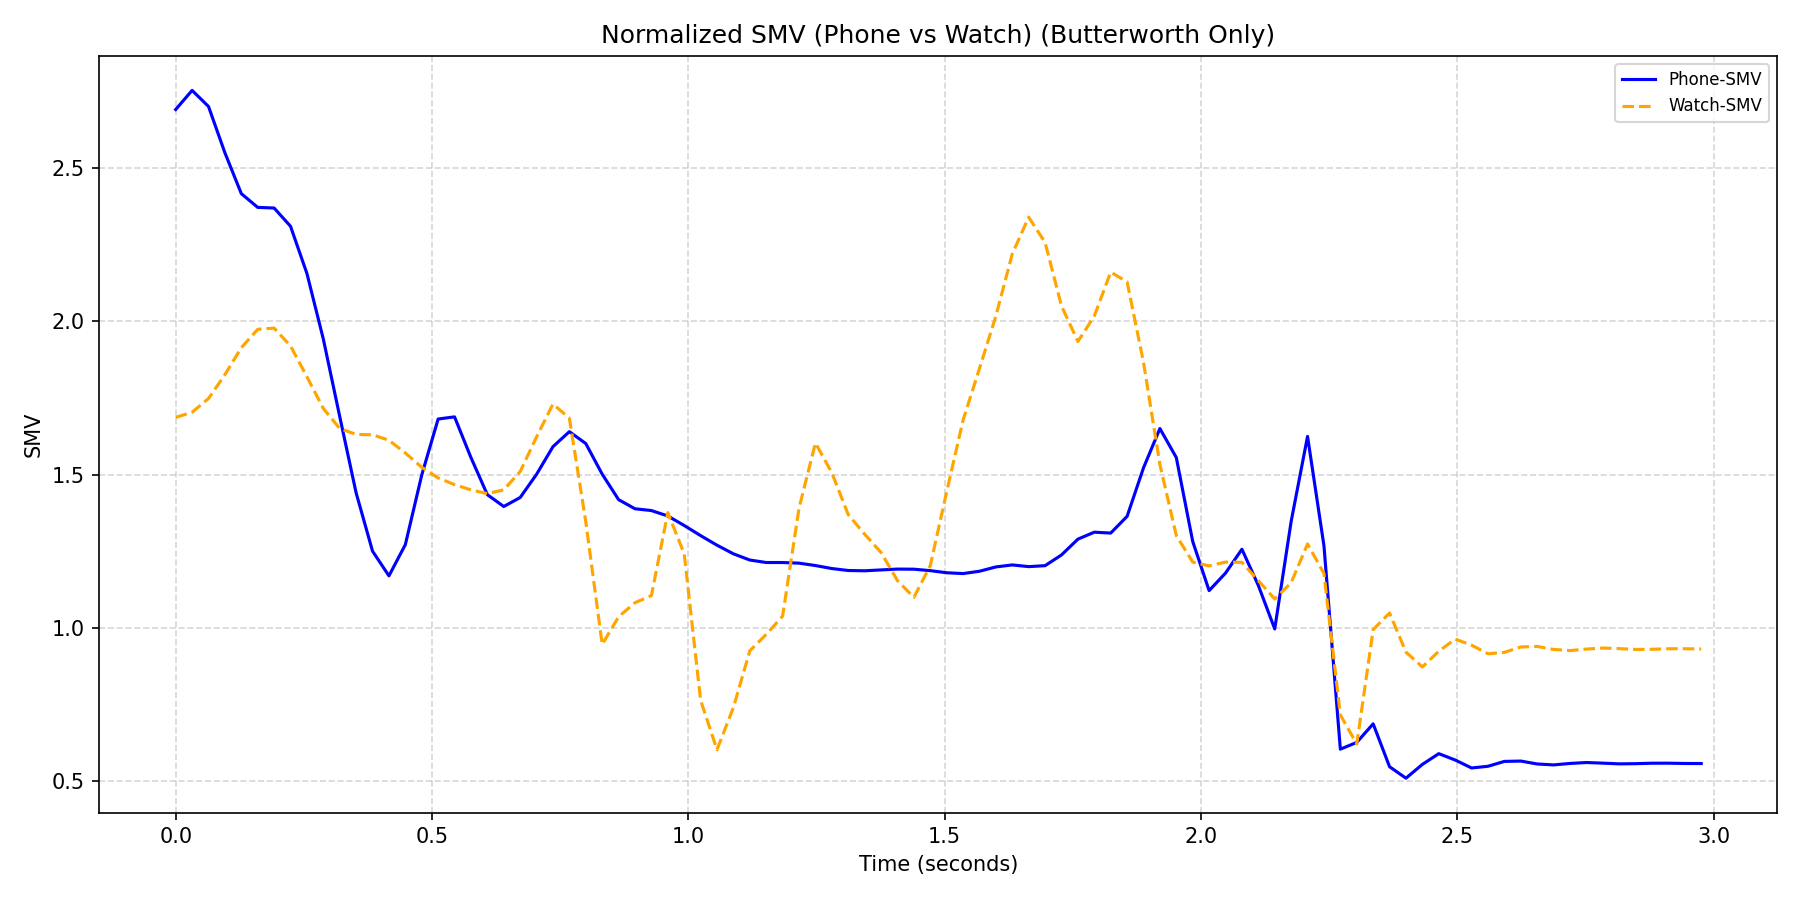 Normalized SMV (Phone vs Watch) (Butterworth Only)
Phone-SMV
Watch-SMV
SMV
2.5
2.0
1.5
1.0
0.5
0.0 0.5 1.0 1.5 2.0 2.5 3.0
Time (seconds)